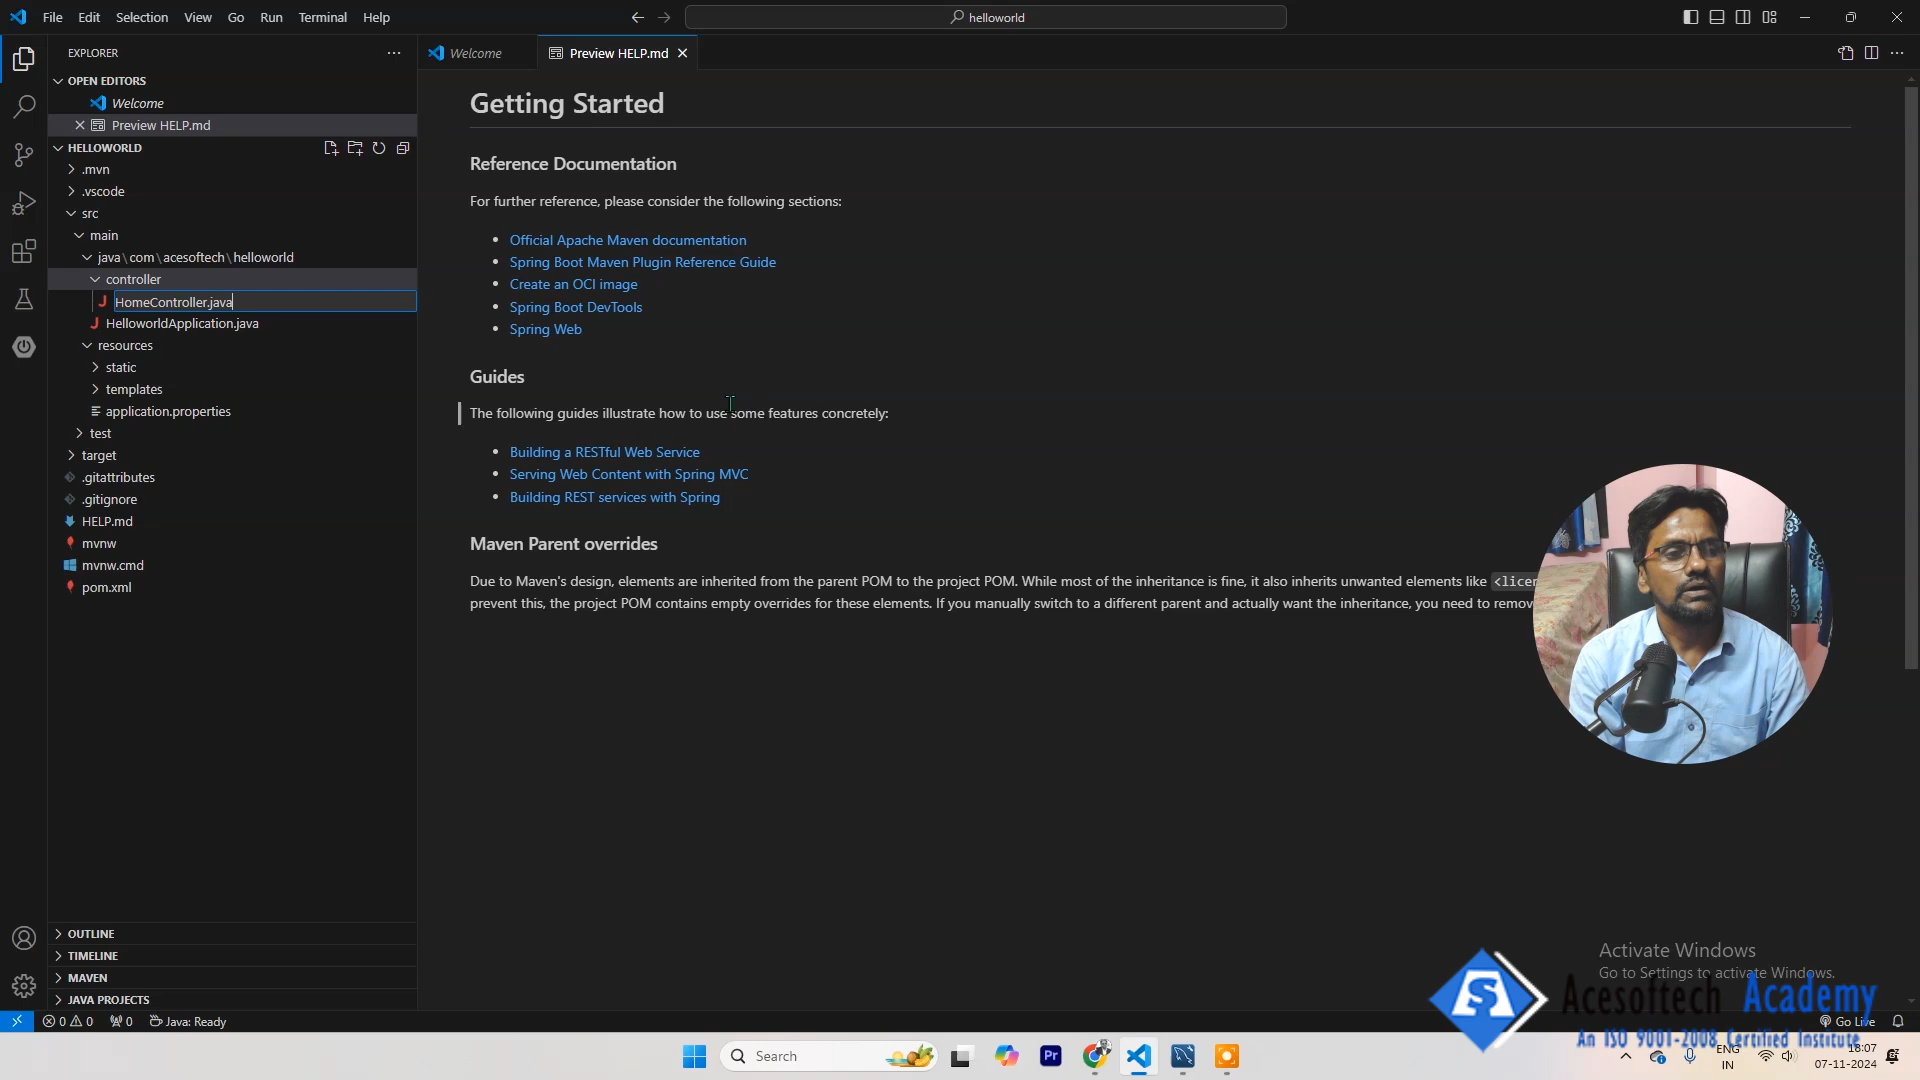 File Edit Selection View Go Run Terminal Help
helloworld
EXPLORER
OPEN EDITORS
Welcome
Preview HELP.md
HELLOWORLD
.mvn
.vscode
src
main
java\com\acesoftech\helloworld
controller
HomeController.java
HelloworldApplication.java
resources
static
templates
application.properties
test
target
.gitattributes
.gitignore
HELP.md
mvnw
mvnw.cmd
pom.xml
OUTLINE
TIMELINE
MAVEN
JAVA PROJECTS
Welcome
Preview HELP.md
Getting Started
Reference Documentation
For further reference, please consider the following sections:
• Official Apache Maven documentation
• Spring Boot Maven Plugin Reference Guide
• Create an OCI image
• Spring Boot DevTools
• Spring Web
Guides
The following guides illustrate how to use some features concretely:
• Building a RESTful Web Service
• Serving Web Content with Spring MVC
• Building REST services with Spring
Maven Parent overrides
Due to Maven's design, elements are inherited from the parent POM to the project POM. While most of the inheritance is fine, it also inherits unwanted elements like <licen
prevent this, the project POM contains empty overrides for these elements. If you manually switch to a different parent and actually want the inheritance, you need to remov
Activate Windows
Go to Settings to activate Windows.
S Acesoftech Academy
An ISO 9001-2008 Certified Institute
0 0 0 Java: Ready
Go Live
Search
Pr
ENG
IN
18:07
07-11-2024